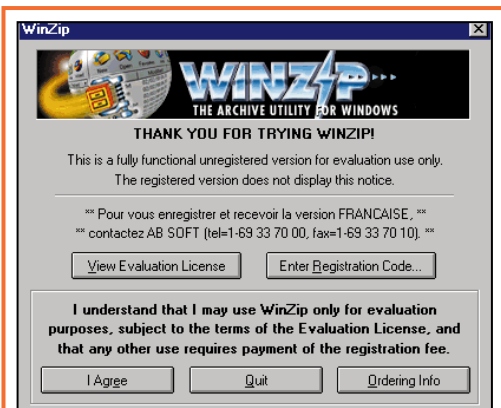 WinZip
WINZIP
THE ARCHIVE UTILITY FOR WINDOWS
THANK YOU FOR TRYING WINZIP!
This is a fully functional unregistered version for evaluation use only.
The registered version does not display this notice.
** Pour vous enregistrer et recevoir la version FRANCAISE, **
** contactez AB SOFT (tel=1-69 33 70 00, fax=1-69 33 70 10). **
View Evaluation License
Enter Registration Code...
I understand that I may use WinZip only for evaluation
purposes, subject to the terms of the Evaluation License, and
that any other use requires payment of the registration fee.
I Agree
Quit
Ordering Info